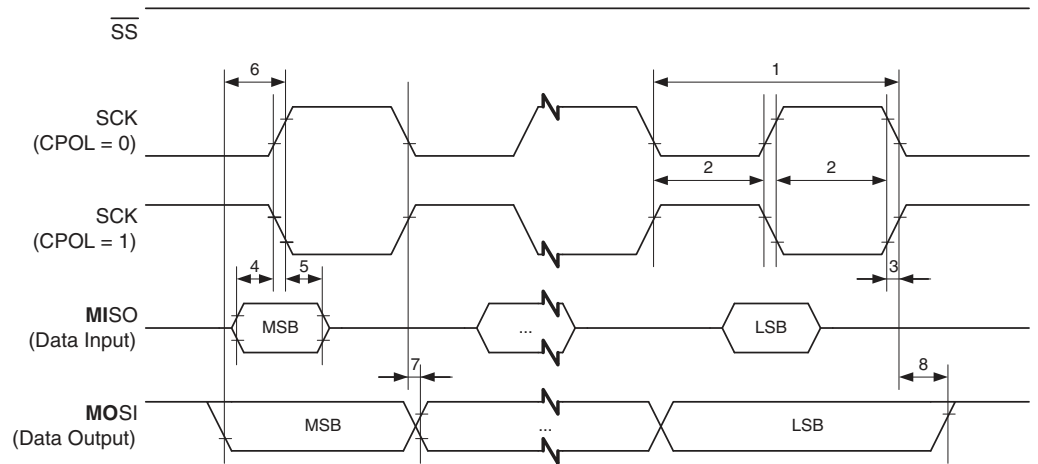 SS
6
1
SCK
(CPOL = 0)
2
2
SCK
(CPOL = 1)
4
5
3
MISO
(Data Input)
MSB
...
LSB
7
8
MOSI
(Data Output)
MSB
...
LSB